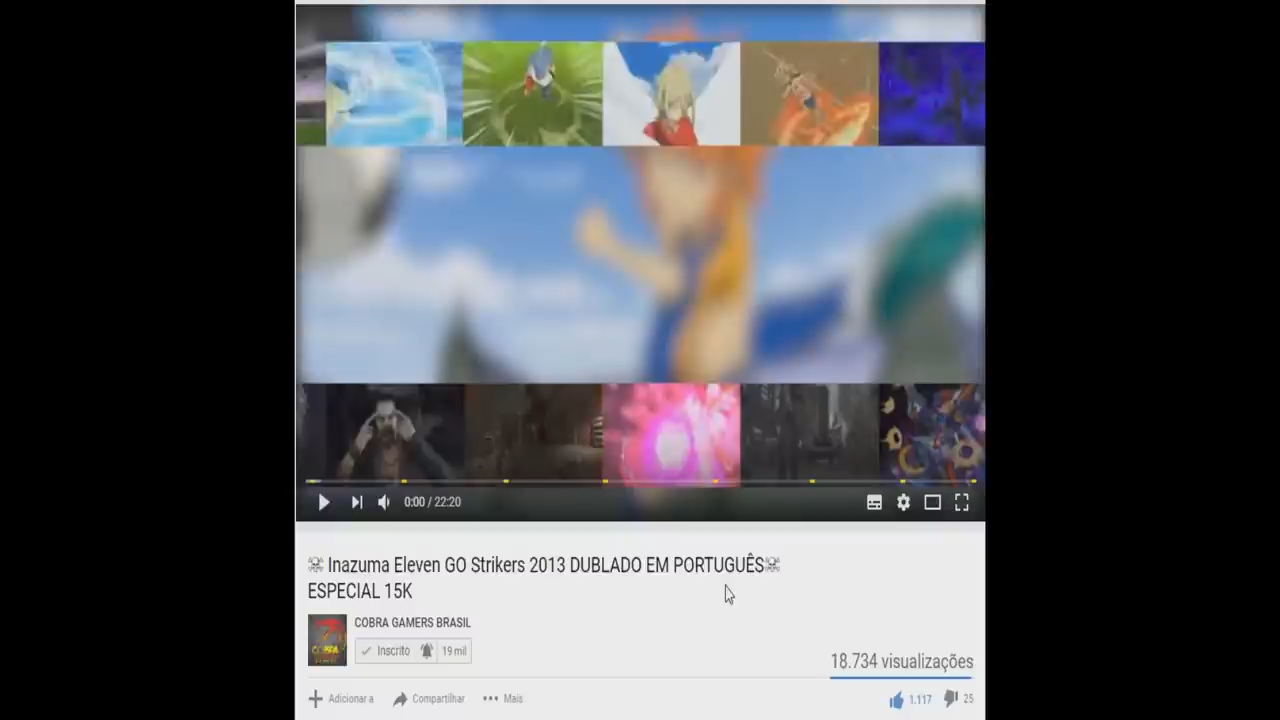 0:00 / 22:20
☠ Inazuma Eleven GO Strikers 2013 DUBLADO EM PORTUGUÊS☠
ESPECIAL 15K
COBRA GAMERS BRASIL
Inscrito 19 mil
18.734 visualizações
Adicionar a Compartilhar Mais
1.117 25